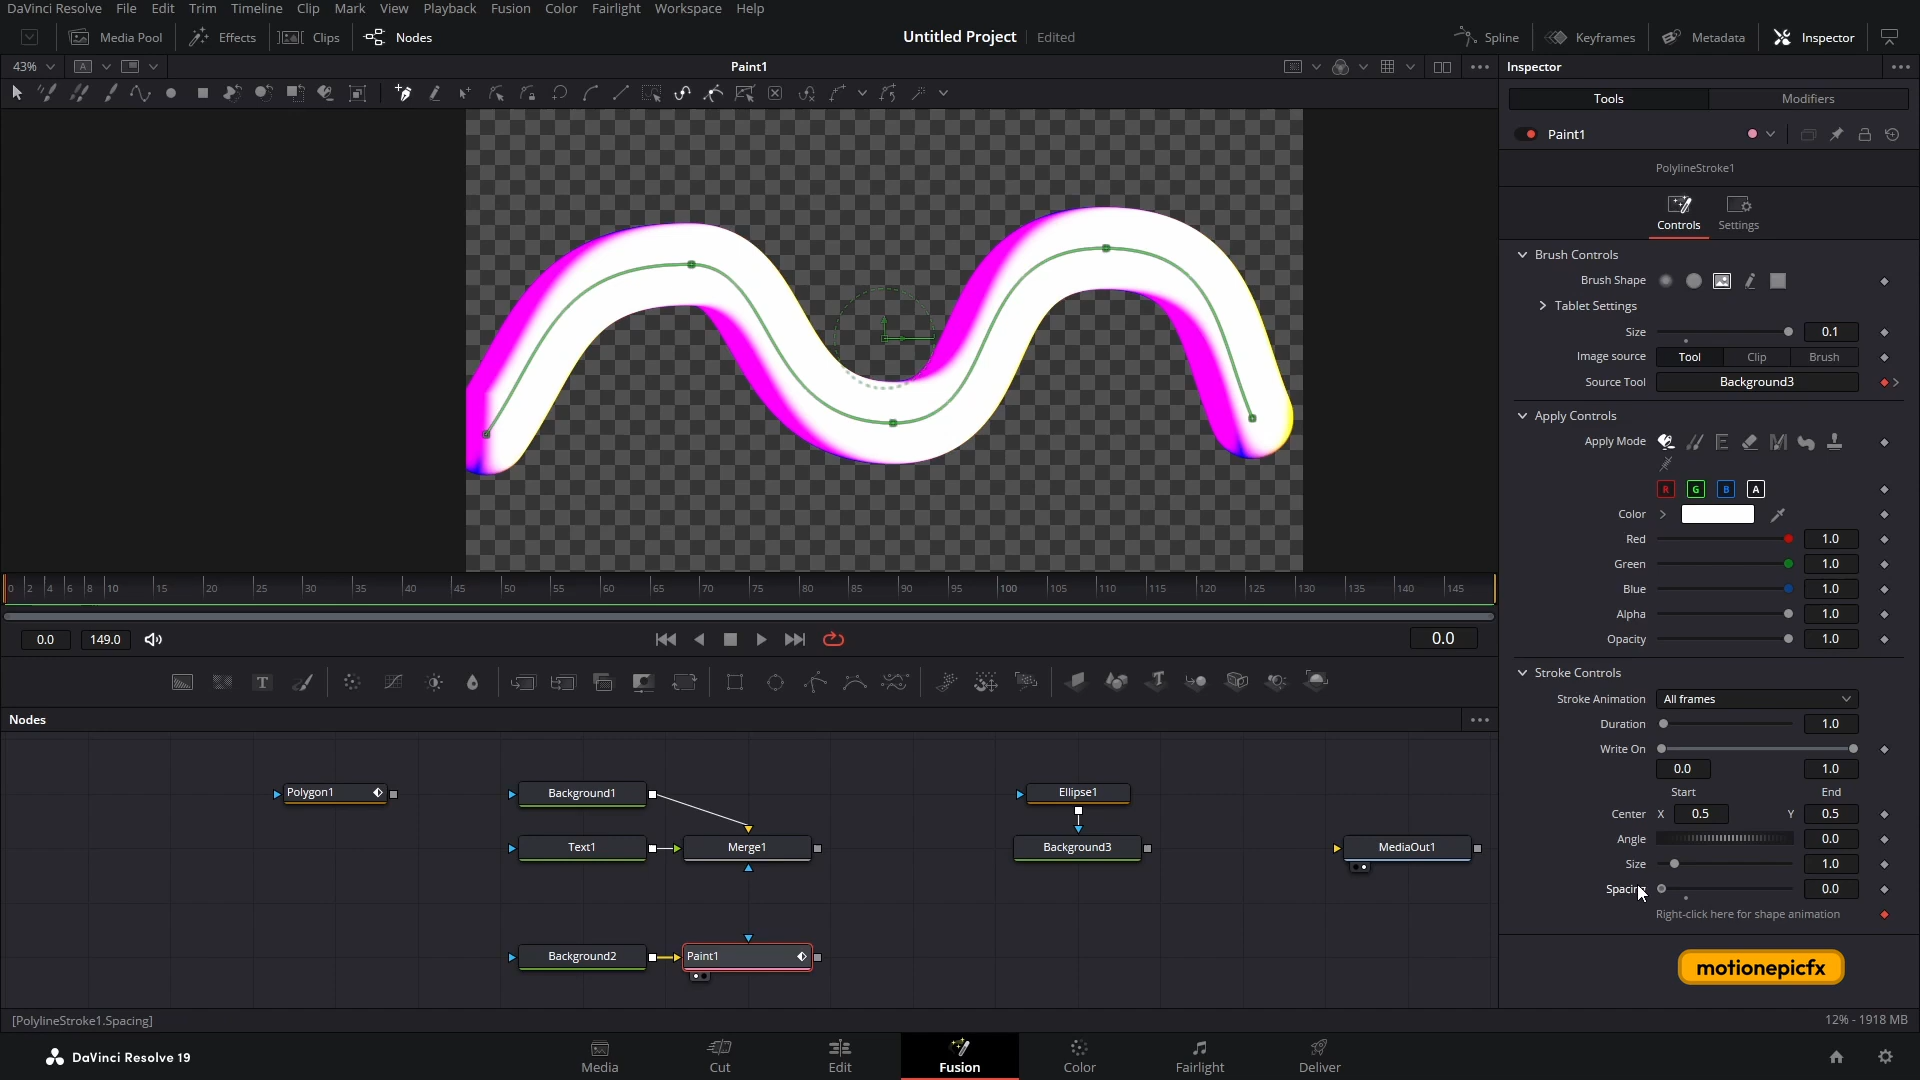 DaVinci Resolve File Edit Trim Timeline Clip Mark View Playback Fusion Color Fairlight Workspace Help
Media Pool Effects Clips Nodes Untitled Project Edited Spline Keyframes Metadata Inspector
43% A Paint1 Inspector
Tools Modifiers
Paint1
PolylineStroke1
Controls Settings
Brush Controls
Brush Shape
Tablet Settings
Size 0.1
Image source Tool Clip Brush
Source Tool Background3
Apply Controls
Apply Mode
R G B A
Color
Red 1.0
Green 1.0
Blue 1.0
Alpha 1.0
Opacity 1.0
Stroke Controls
Stroke Animation All frames
Duration 1.0
Write On
0.0 1.0
Start End
Center X 0.5 Y 0.5
Angle 0.0
Size 1.0
Spacing 0.0
Right-click here for shape animation
0 2 4 6 8 10 15 20 25 30 35 40 45 50 55 60 65 70 75 80 85 90 95 100 105 110 115 120 125 130 135 140 145
0.0 149.0 0.0
T
Nodes
Polygon1 Background1 Ellipse1
Text1 Merge1 Background3 MediaOut1
Background2 Paint1
motionepicfx
[PolylineStroke1.Spacing] 12% - 1918 MB
DaVinci Resolve 19 Media Cut Edit Fusion Color Fairlight Deliver